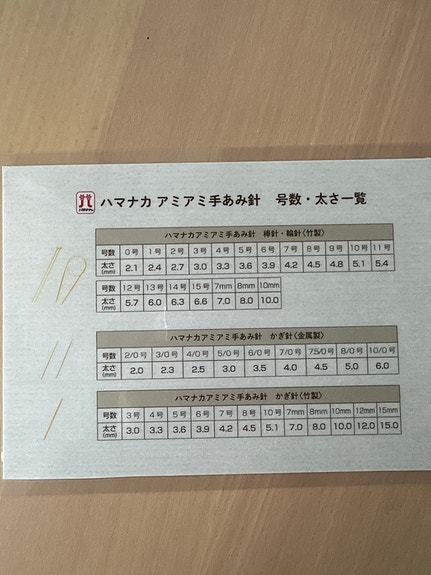 ハマナカ アミアミ手あみ針 号数・太さ一覧
ハマナカアミアミ手あみ針 棒針・輪針〈竹製〉
号数 0号 1号 2号 3号 4号 5号 6号 7号 8号 9号 10号 11号
太さ(mm) 2.1 2.4 2.7 3.0 3.3 3.6 3.9 4.2 4.5 4.8 5.1 5.4
号数 12号 13号 14号 15号 7mm 8mm 10mm
太さ(mm) 5.7 6.0 6.3 6.6 7.0 8.0 10.0
ハマナカアミアミ手あみ針 かぎ針〈金属製〉
号数 2/0号 3/0号 4/0号 5/0号 6/0号 7/0号 7.5/0号 8/0号 10/0号
太さ(mm) 2.0 2.3 2.5 3.0 3.5 4.0 4.5 5.0 6.0
ハマナカアミアミ手あみ針 かぎ針〈竹製〉
号数 3号 4号 5号 6号 7号 8号 10号 7mm 8mm 10mm 12mm 15mm
太さ(mm) 3.0 3.3 3.6 3.9 4.2 4.5 5.1 7.0 8.0 10.0 12.0 15.0